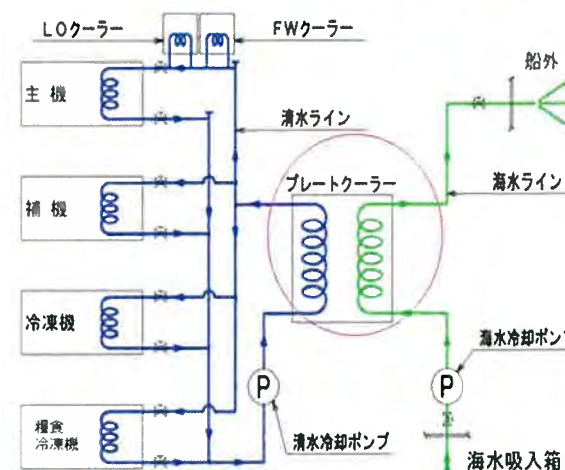 LOクーラー
FWクーラー
船外
主機
清水ライン
プレートクーラー
海水ライン
補機
冷凍機
海水冷却ポンプ
P
P
糧食
冷凍機
清水冷却ポンプ
海水吸入箱